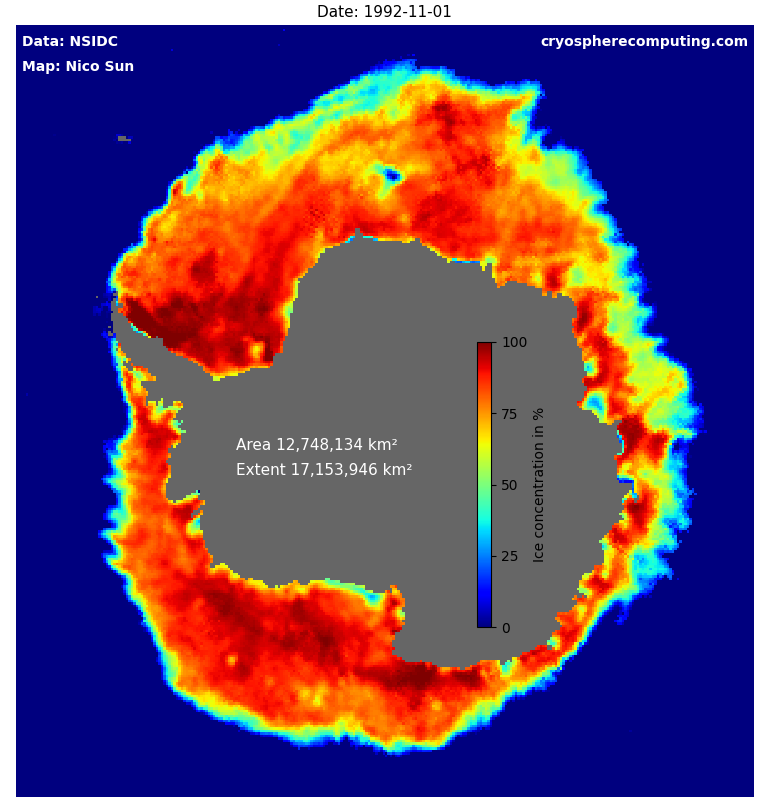 Date: 1992-11-01
Data: NSIDC
cryospherecomputing.com
Map: Nico Sun
100
75
50
25
0
Ice concentration in %
Area 12,748,134 km²
Extent 17,153,946 km²